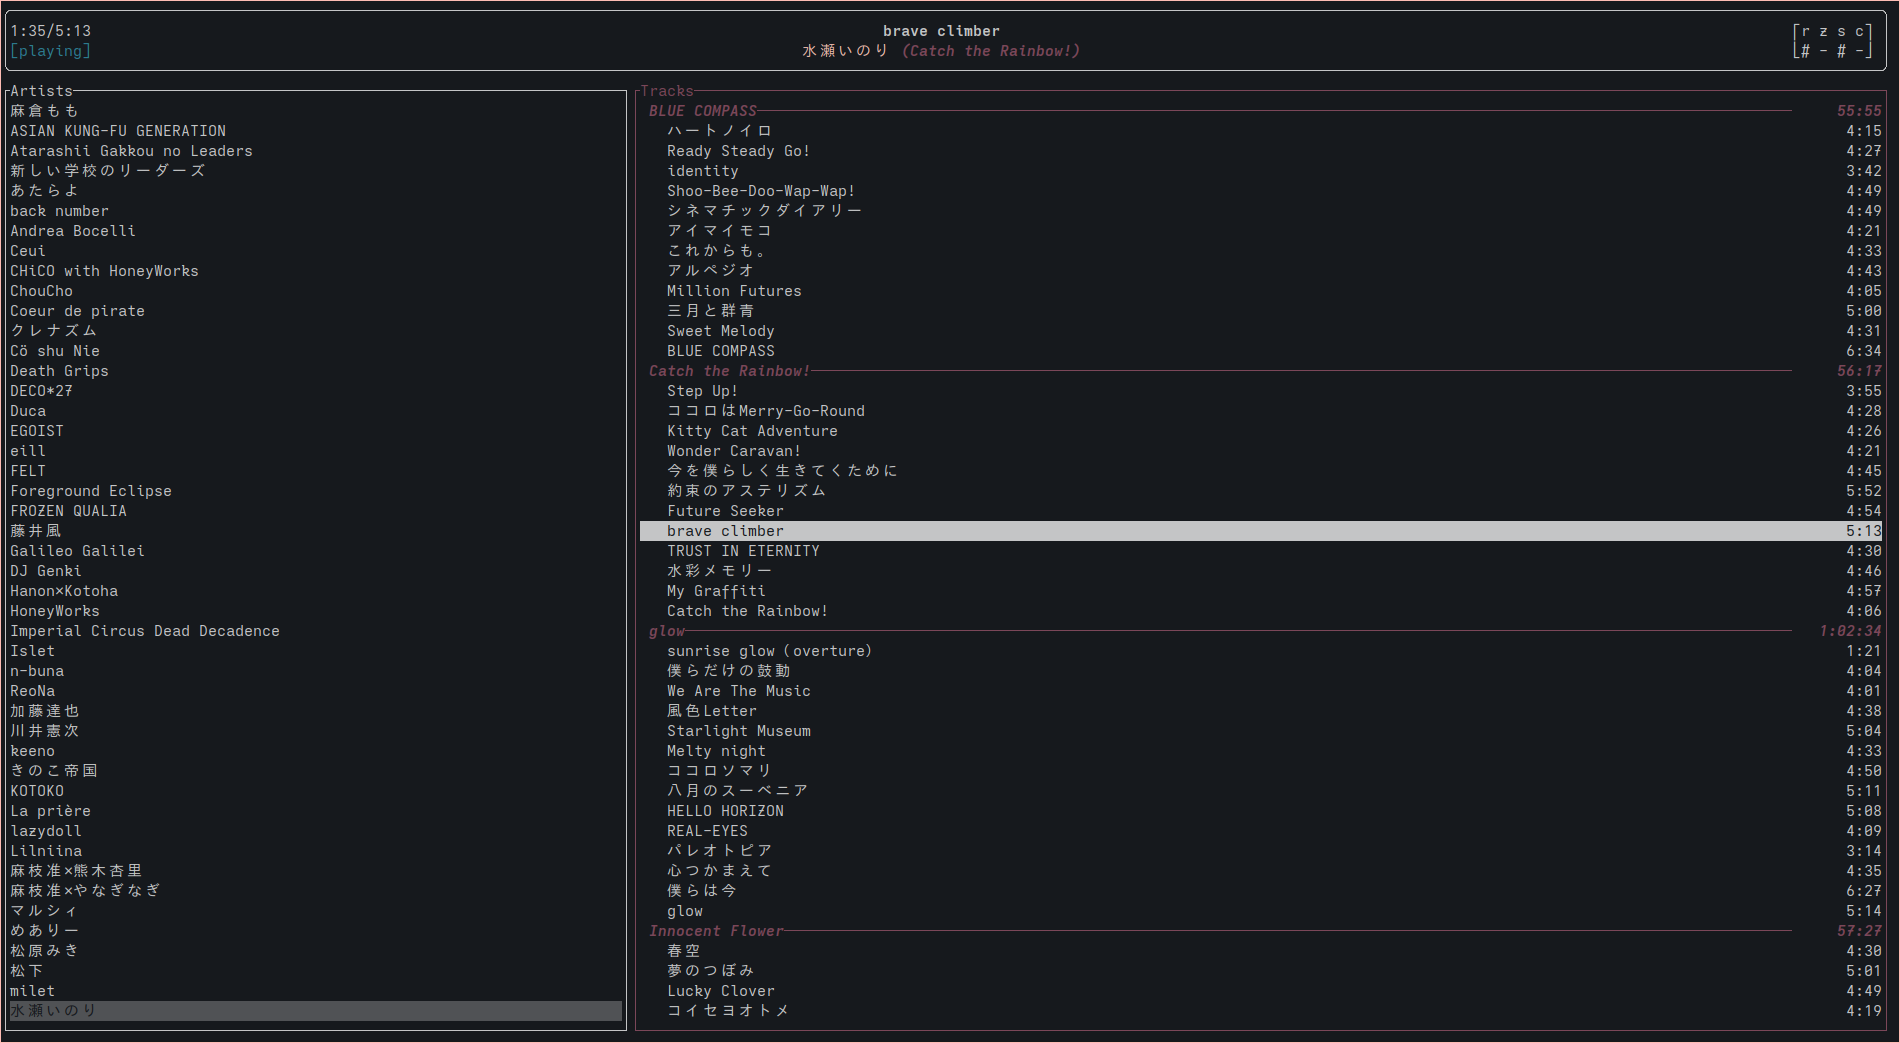 1:35/5:13 brave climber r z s c
[playing] 水瀬いのり (Catch the Rainbow!) # - # -
Artists
麻倉もも
ASIAN KUNG-FU GENERATION
Atarashii Gakkou no Leaders
新しい学校のリーダーズ
あたらよ
back number
Andrea Bocelli
Ceui
CHiCO with HoneyWorks
ChouCho
Coeur de pirate
クレナズム
Cö shu Nie
Death Grips
DECO*27
Duca
EGOIST
eill
FELT
Foreground Eclipse
FROZEN QUALIA
藤井風
Galileo Galilei
DJ Genki
Hanon×Kotoha
HoneyWorks
Imperial Circus Dead Decadence
Islet
n-buna
ReoNa
加藤達也
川井憲次
keeno
きのこ帝国
KOTOKO
La prière
lazydoll
Lilniina
麻枝准×熊木杏里
麻枝准×やなぎなぎ
マルシィ
めありー
松原みき
松下
milet
水瀬いのり
Tracks
BLUE COMPASS 55:55
ハートノイロ 4:15
Ready Steady Go! 4:27
identity 3:42
Shoo-Bee-Doo-Wap-Wap! 4:49
シネマチックダイアリー 4:49
アイマイモコ 4:21
これからも。 4:33
アルペジオ 4:43
Million Futures 4:05
三月と群青 5:00
Sweet Melody 4:31
BLUE COMPASS 6:34
Catch the Rainbow! 56:17
Step Up! 3:55
ココロはMerry-Go-Round 4:28
Kitty Cat Adventure 4:26
Wonder Caravan! 4:21
今を僕らしく生きてくために 4:45
約束のアステリズム 5:52
Future Seeker 4:54
brave climber 5:13
TRUST IN ETERNITY 4:30
水彩メモリー 4:46
My Graffiti 4:57
Catch the Rainbow! 4:06
glow 1:02:34
sunrise glow（overture） 1:21
僕らだけの鼓動 4:04
We Are The Music 4:01
風色Letter 4:38
Starlight Museum 5:04
Melty night 4:33
ココロソマリ 4:50
八月のスーベニア 5:11
HELLO HORIZON 5:08
REAL-EYES 4:09
パレオトピア 3:14
心つかまえて 4:35
僕らは今 6:27
glow 5:14
Innocent Flower 57:27
春空 4:30
夢のつぼみ 5:01
Lucky Clover 4:49
コイセヨオトメ 4:19